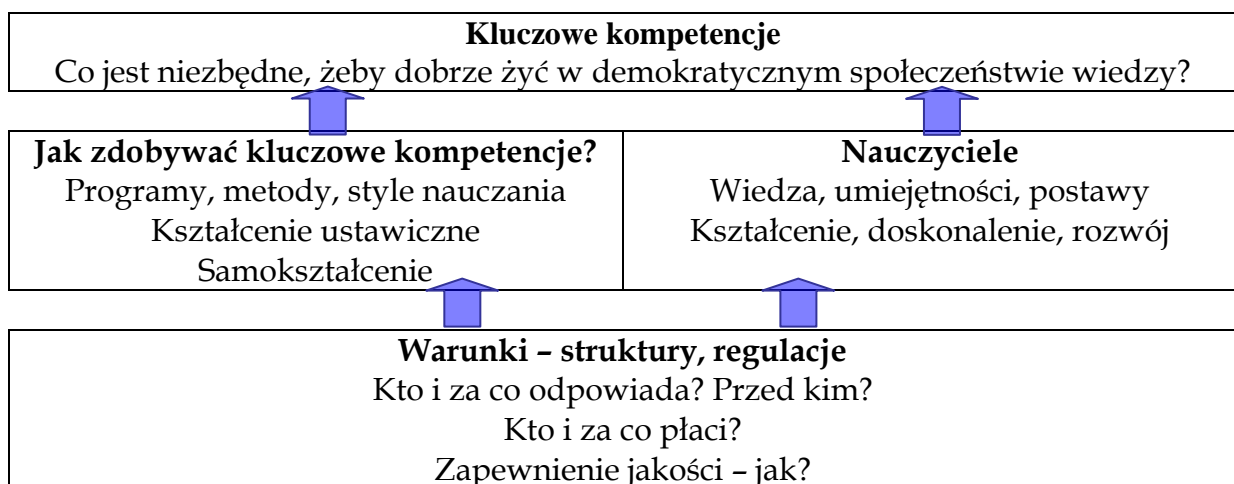 Kluczowe kompetencje
Co jest niezbędne, żeby dobrze żyć w demokratycznym społeczeństwie wiedzy?
Jak zdobywać kluczowe kompetencje?
Programy, metody, style nauczania
Kształcenie ustawiczne
Samokształcenie
Nauczyciele
Wiedza, umiejętności, postawy
Kształcenie, doskonalenie, rozwój
Warunki – struktury, regulacje
Kto i za co odpowiada? Przed kim?
Kto i za co płaci?
Zapewnienie jakości – jak?